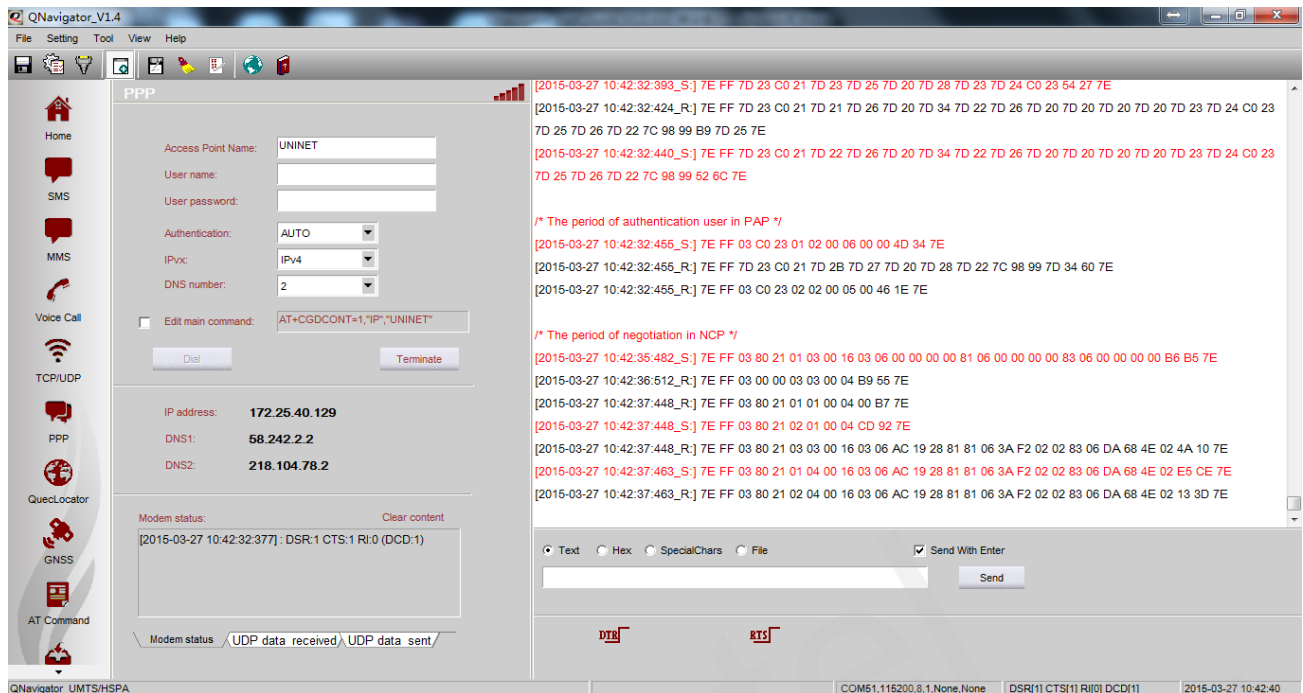 QNavigator_V1.4
File Setting Tool View Help
Home
SMS
MMS
Voice Call
TCP/UDP
PPP
QuecLocator
GNSS
AT Command
PPP
Access Point Name: UNINET
User name:
User password:
Authentication: AUTO
IPvx: IPv4
DNS number: 2
Edit main command: AT+CGDCONT=1,"IP","UNINET"
Dial Terminate
IP address: 172.25.40.129
DNS1: 58.242.2.2
DNS2: 218.104.78.2
Modem status: Clear content
[2015-03-27 10:42:32:377] : DSR:1 CTS:1 RI:0 (DCD:1)
Modem status UDP data received UDP data sent
[2015-03-27 10:42:32:393_S:] 7E FF 7D 23 C0 21 7D 23 7D 25 7D 20 7D 28 7D 23 7D 24 C0 23 54 27 7E
[2015-03-27 10:42:32:424_R:] 7E FF 7D 23 C0 21 7D 21 7D 26 7D 20 7D 34 7D 22 7D 26 7D 20 7D 20 7D 20 7D 20 7D 23 7D 24 C0 23
7D 25 7D 26 7D 22 7C 98 99 B9 7D 25 7E
[2015-03-27 10:42:32:440_S:] 7E FF 7D 23 C0 21 7D 22 7D 26 7D 20 7D 34 7D 22 7D 26 7D 20 7D 20 7D 20 7D 20 7D 23 7D 24 C0 23
7D 25 7D 26 7D 22 7C 98 99 52 6C 7E
/* The period of authentication user in PAP */
[2015-03-27 10:42:32:455_S:] 7E FF 03 C0 23 01 02 00 06 00 00 4D 34 7E
[2015-03-27 10:42:32:455_R:] 7E FF 7D 23 C0 21 7D 2B 7D 27 7D 20 7D 28 7D 22 7C 98 99 7D 34 60 7E
[2015-03-27 10:42:32:455_R:] 7E FF 03 C0 23 02 02 00 05 00 46 1E 7E
/* The period of negotiation in NCP */
[2015-03-27 10:42:35:482_S:] 7E FF 03 80 21 01 03 00 16 03 06 00 00 00 00 81 06 00 00 00 00 83 06 00 00 00 00 B6 B5 7E
[2015-03-27 10:42:36:512_R:] 7E FF 03 00 00 03 03 00 04 B9 55 7E
[2015-03-27 10:42:37:448_R:] 7E FF 03 80 21 01 01 00 04 00 B7 7E
[2015-03-27 10:42:37:448_S:] 7E FF 03 80 21 02 01 00 04 CD 92 7E
[2015-03-27 10:42:37:448_R:] 7E FF 03 80 21 03 03 00 16 03 06 AC 19 28 81 81 06 3A F2 02 02 83 06 DA 68 4E 02 4A 10 7E
[2015-03-27 10:42:37:463_S:] 7E FF 03 80 21 01 04 00 16 03 06 AC 19 28 81 81 06 3A F2 02 02 83 06 DA 68 4E 02 E5 CE 7E
[2015-03-27 10:42:37:463_R:] 7E FF 03 80 21 02 04 00 16 03 06 AC 19 28 81 81 06 3A F2 02 02 83 06 DA 68 4E 02 13 3D 7E
Text Hex SpecialChars File Send With Enter
Send
DTR RTS
QNavigator UMTS/HSPA COM51,115200,8,1,None,None DSR[1] CTS[1] RI[0] DCD[1] 2015-03-27 10:42:40